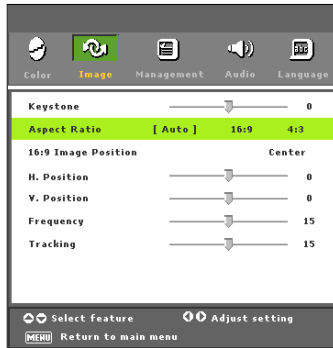 Color Image Management Audio Language
Keystone 0
Aspect Ratio [ Auto ] 16:9 4:3
16:9 Image Position Center
H. Position 0
V. Position 0
Frequency 15
Tracking 15
Select feature Adjust setting
MENU Return to main menu